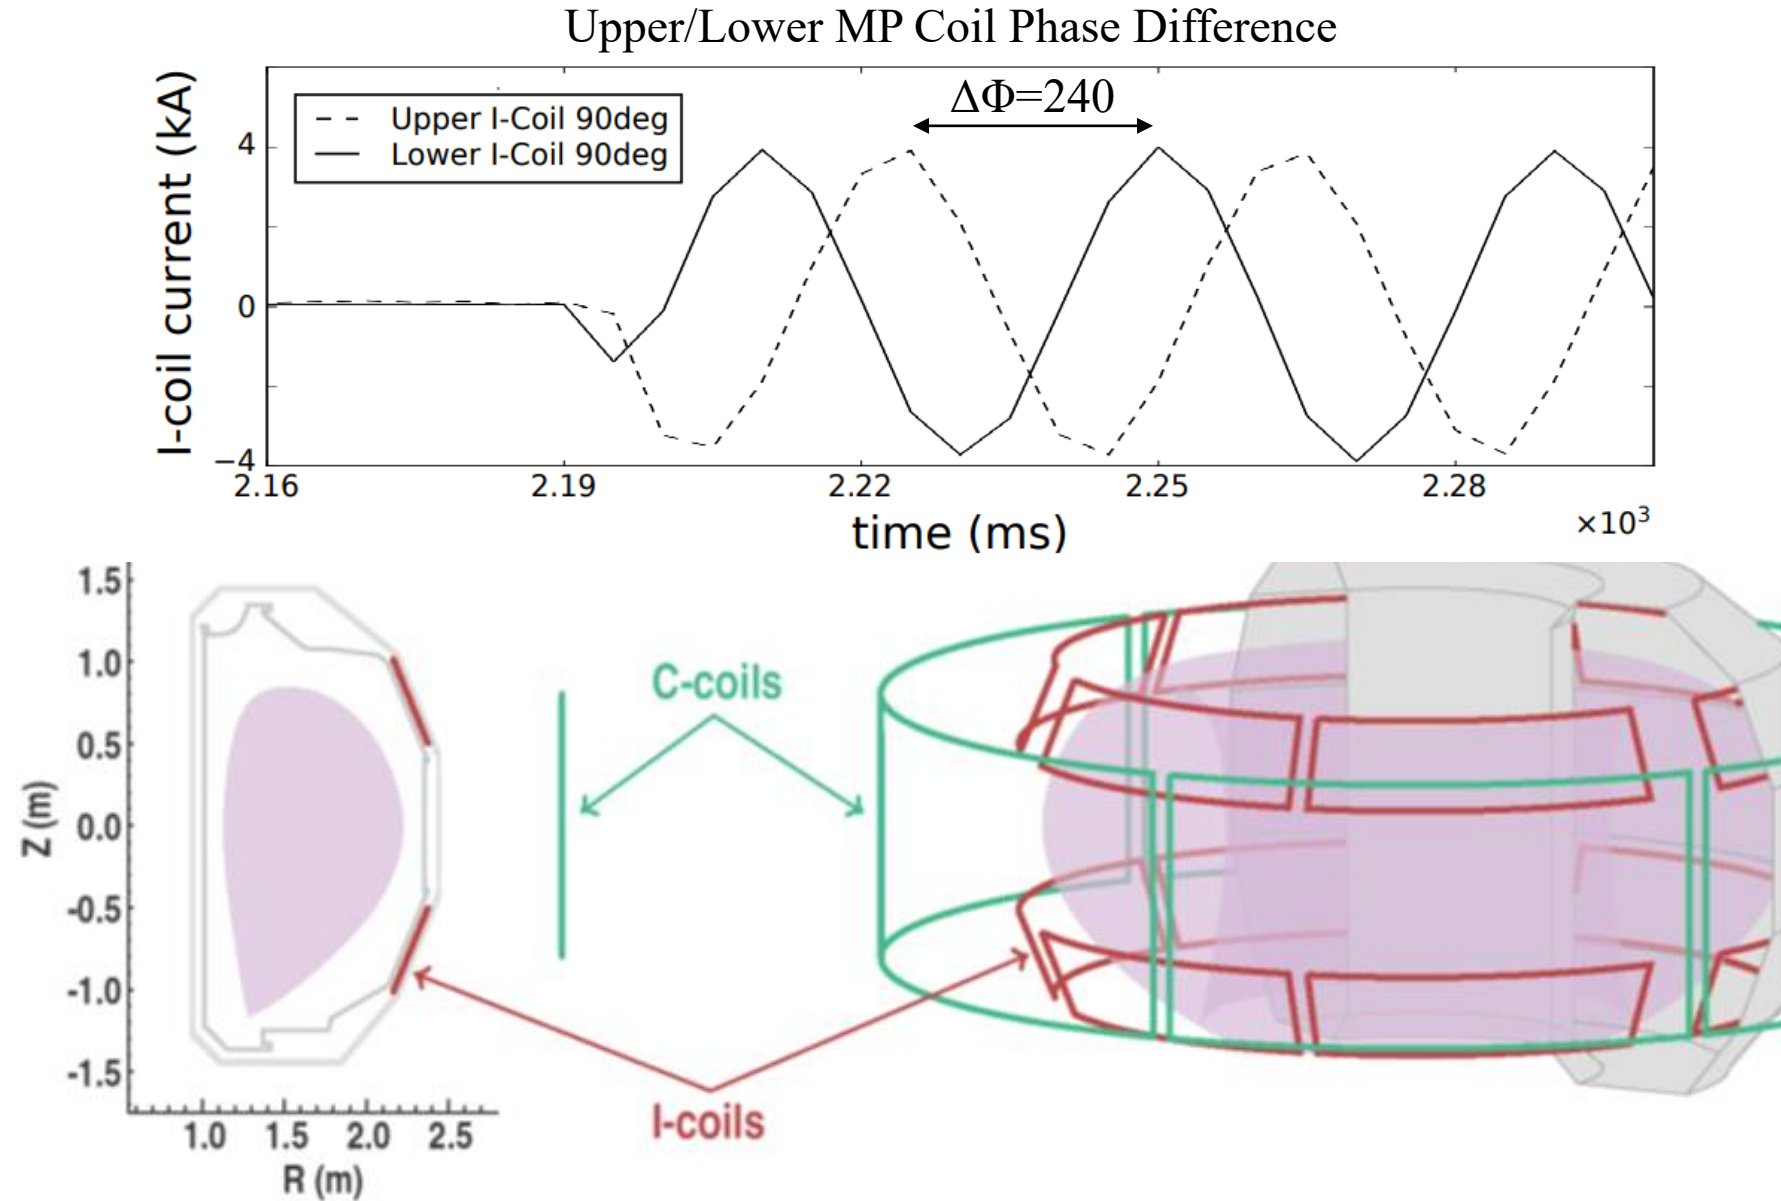 Upper/Lower MP Coil Phase Difference
I-coil current (kA)
4
0
−4
Upper I-Coil 90deg
Lower I-Coil 90deg
ΔΦ=240
2.16 2.19 2.22 2.25 2.28
×10³
time (ms)
Z (m)
1.5
1.0
0.5
0.0
-0.5
-1.0
-1.5
1.0 1.5 2.0 2.5
R (m)
C-coils
I-coils